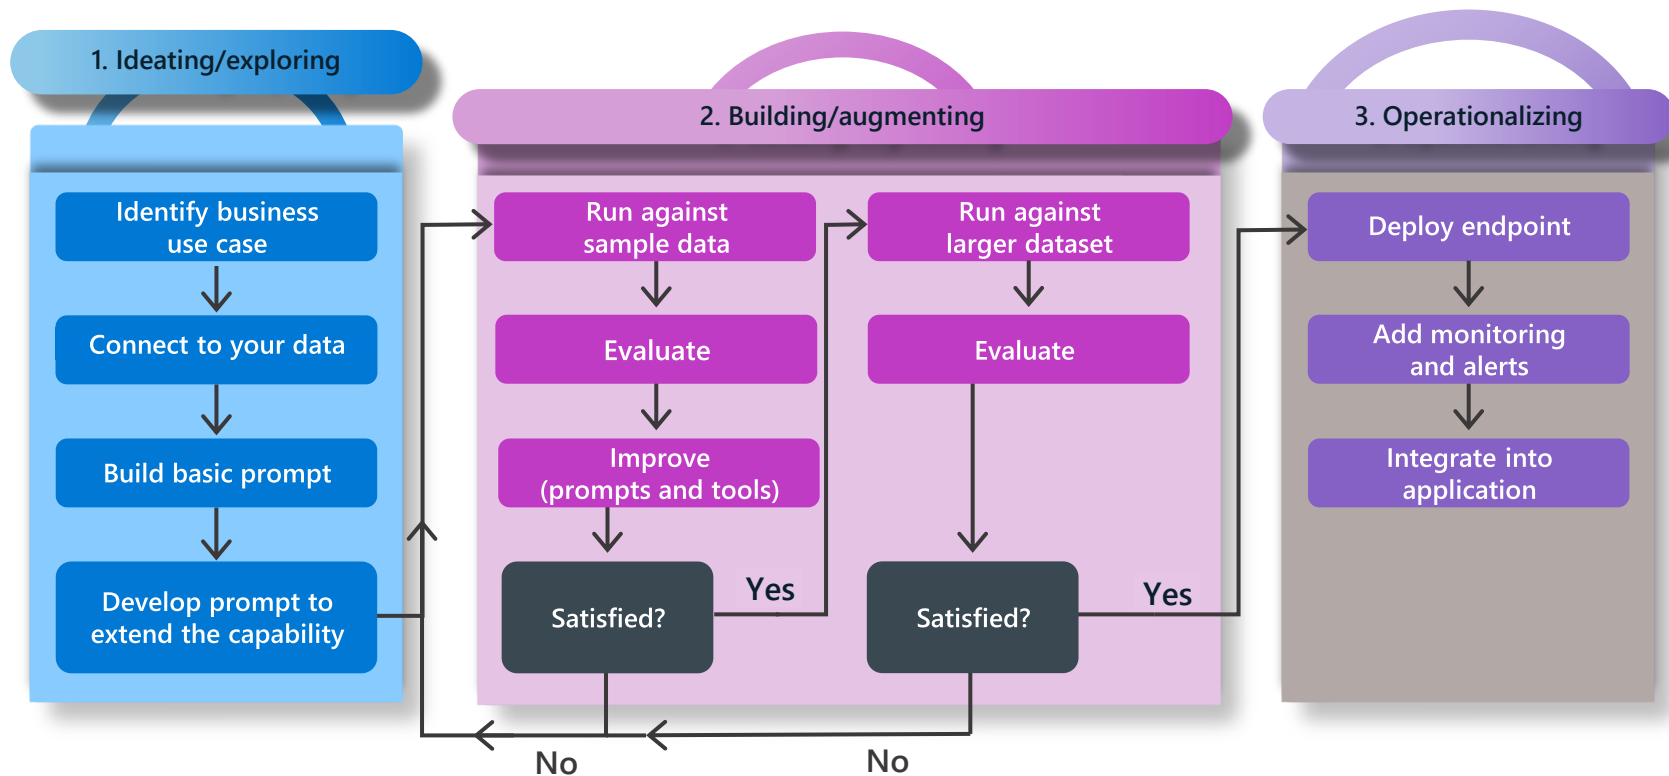 1. Ideating/exploring
Identify business
use case
Connect to your data
Build basic prompt
Develop prompt to
extend the capability
2. Building/augmenting
Run against
sample data
Evaluate
Improve
(prompts and tools)
Satisfied?
Yes
No
Run against
larger dataset
Evaluate
Satisfied?
Yes
No
3. Operationalizing
Deploy endpoint
Add monitoring
and alerts
Integrate into
application